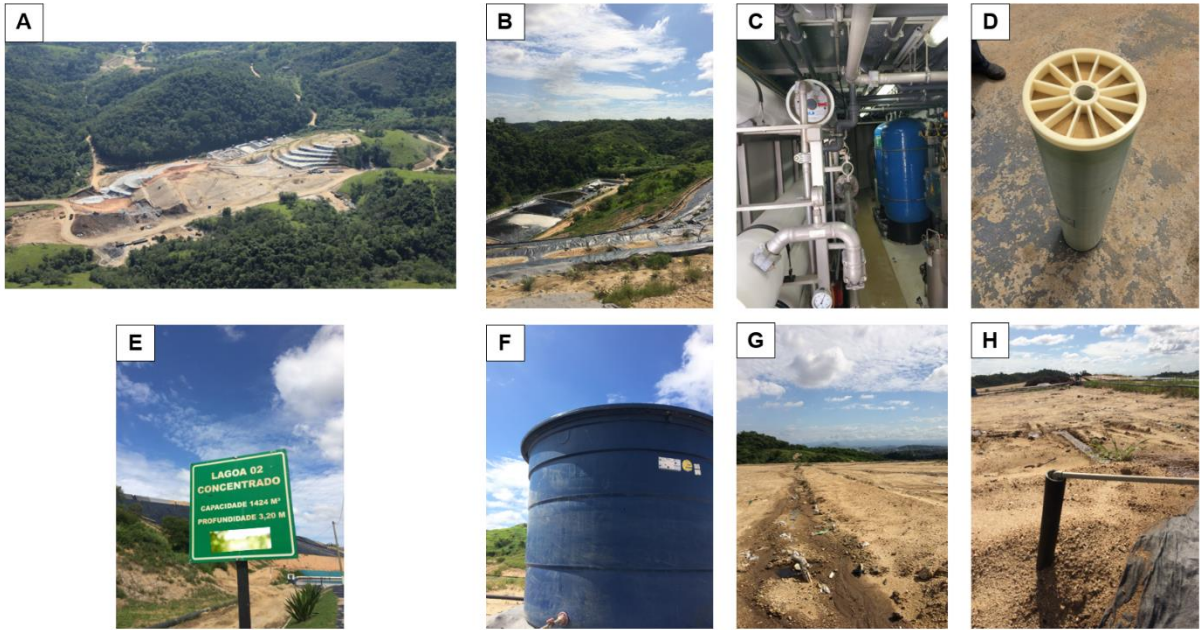 A
B
C
D
E
LAGOA 02
CONCENTRADO
CAPACIDADE 1424 M³
PROFUNDIDADE 3,20 M
F
G
H